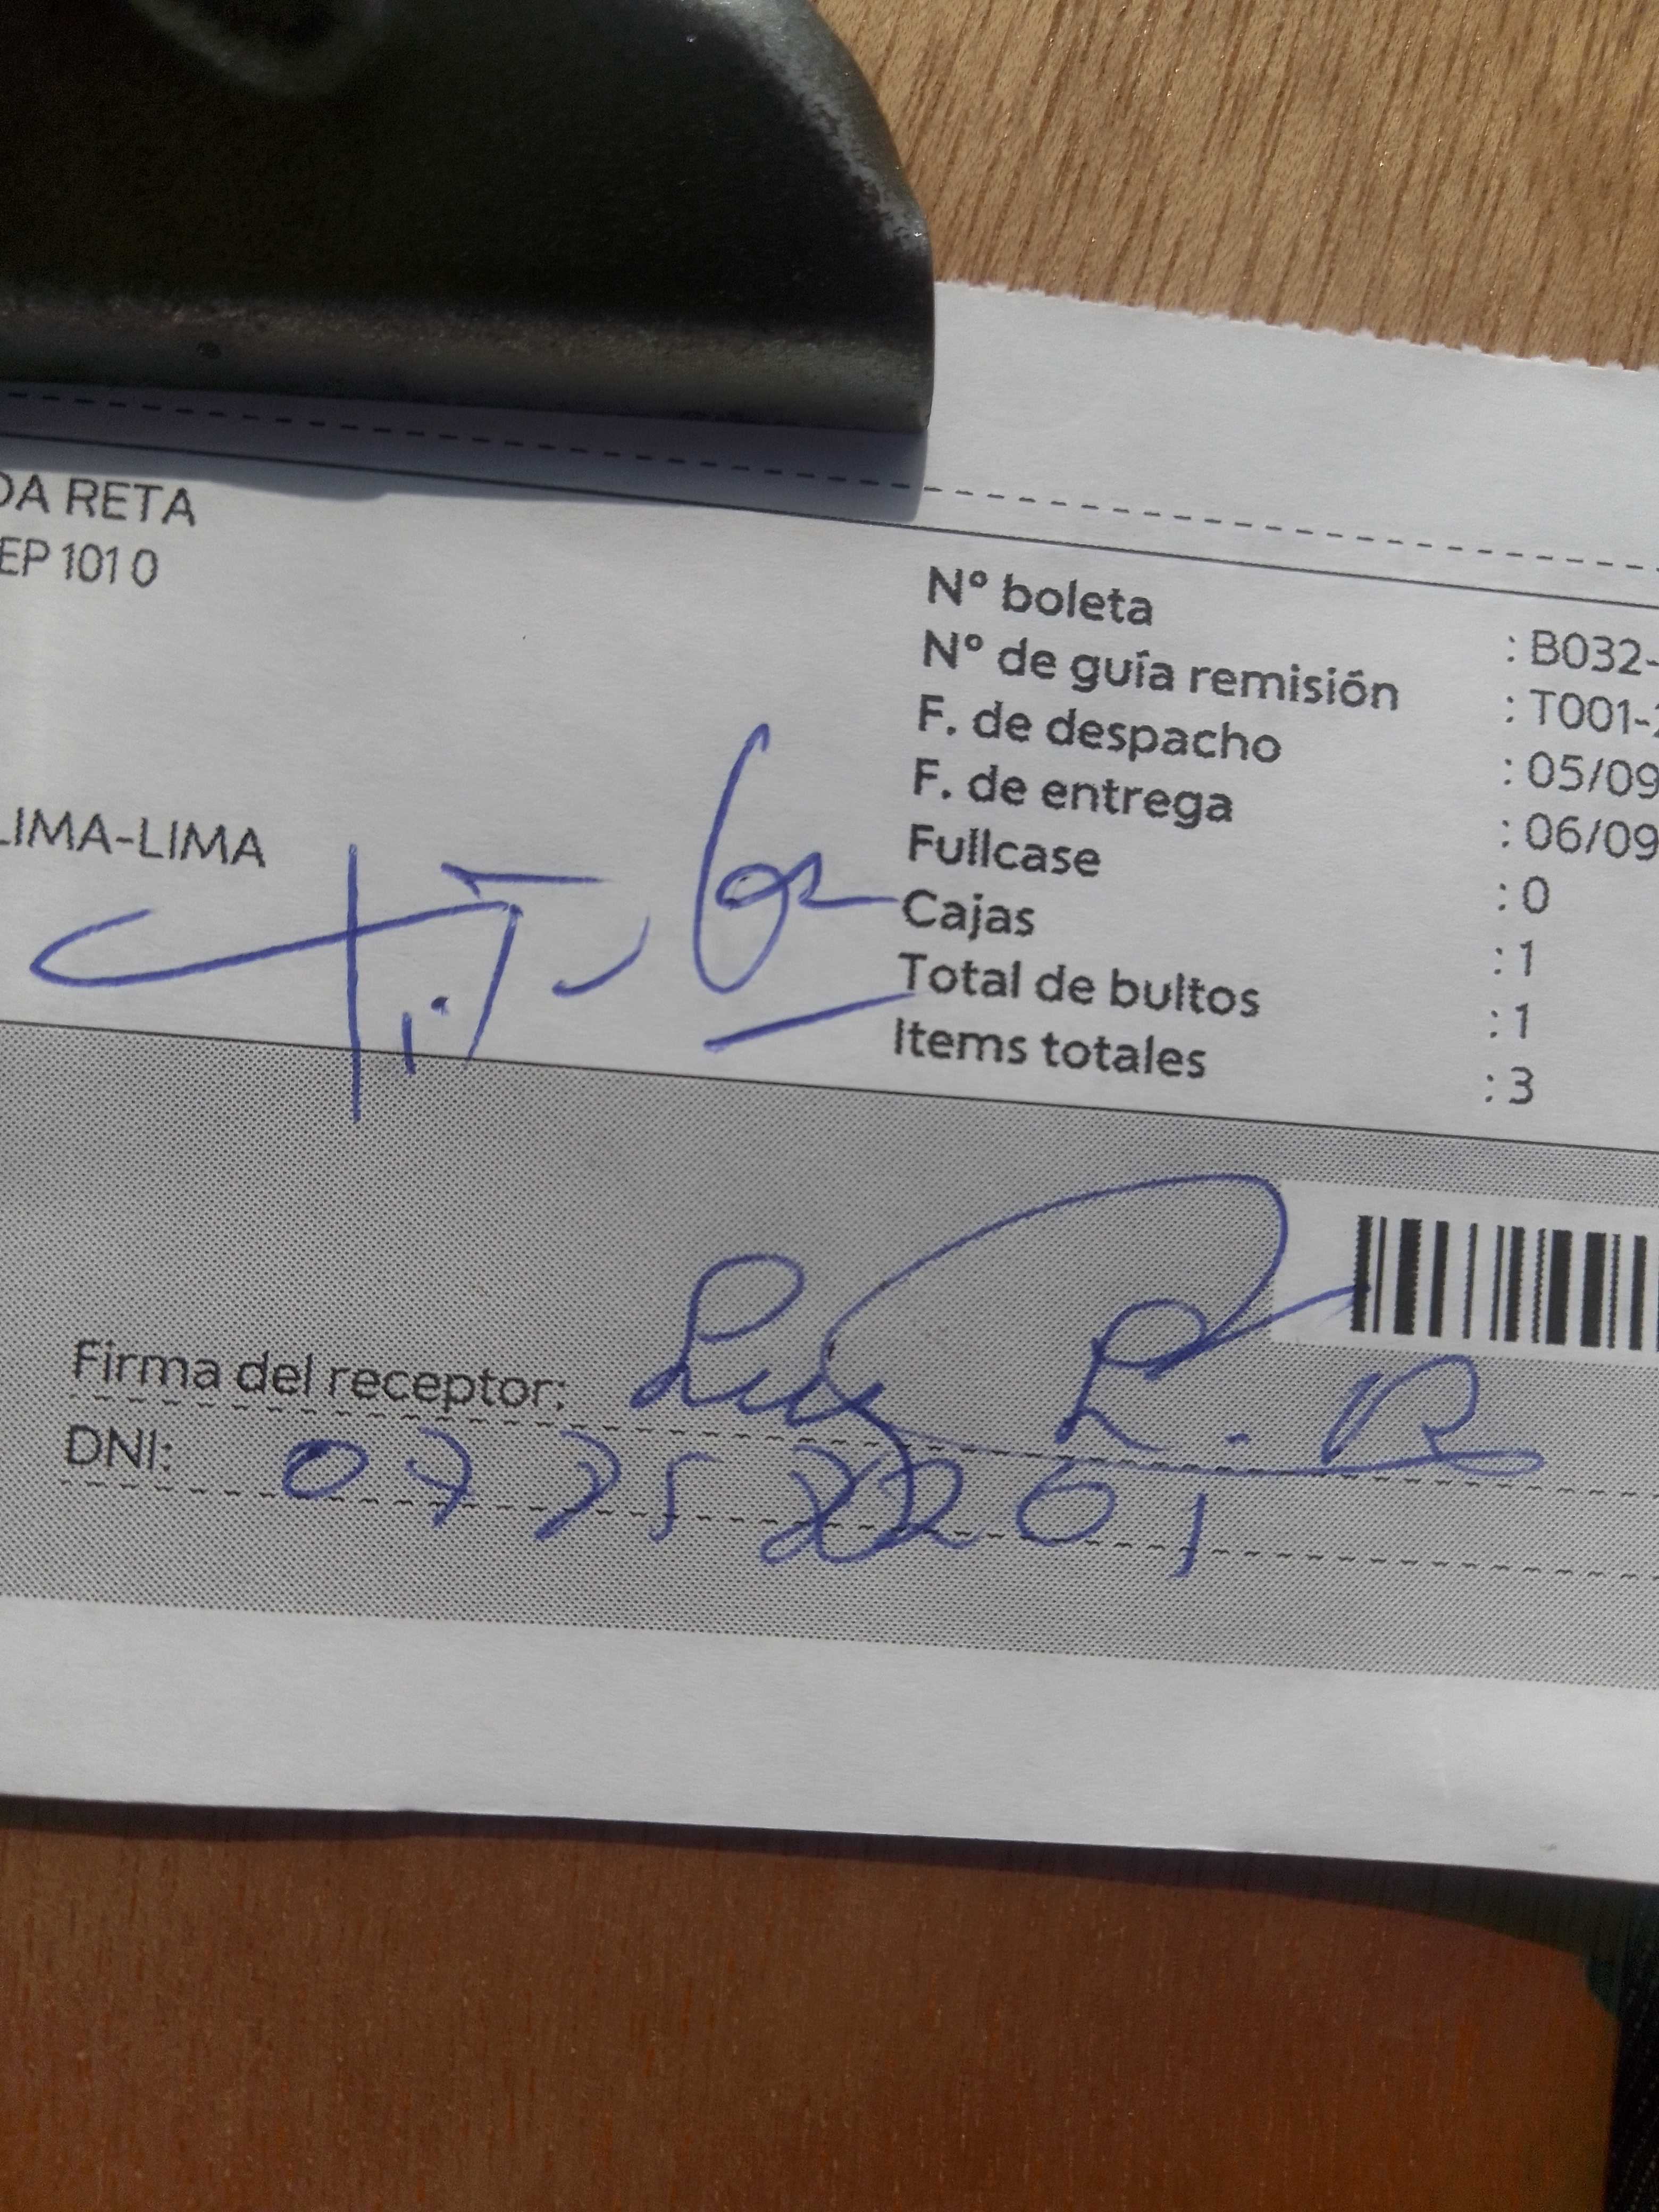 DA RETA
EP 101 0
LIMA-LIMA
N° boleta : B032-
N° de guía remisión : T001-
F. de despacho : 05/09
F. de entrega : 06/09
Fullcase : 0
Cajas : 1
Total de bultos : 1
Items totales : 3
Firma del receptor: Luis R. B
DNI: 07752201